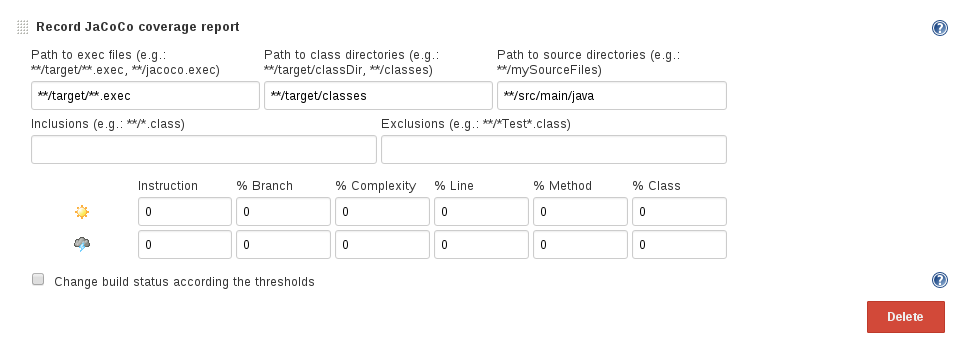 Record JaCoCo coverage report
Path to exec files (e.g.: **/target/**.exec, **/jacoco.exec)
Path to class directories (e.g.: **/target/classDir, **/classes)
Path to source directories (e.g.: **/mySourceFiles)
**/target/**.exec
**/target/classes
**/src/main/java
Inclusions (e.g.: **/*.class)
Exclusions (e.g.: **/*Test*.class)
Instruction % Branch % Complexity % Line % Method % Class
0 0 0 0 0 0
0 0 0 0 0 0
Change build status according the thresholds
Delete